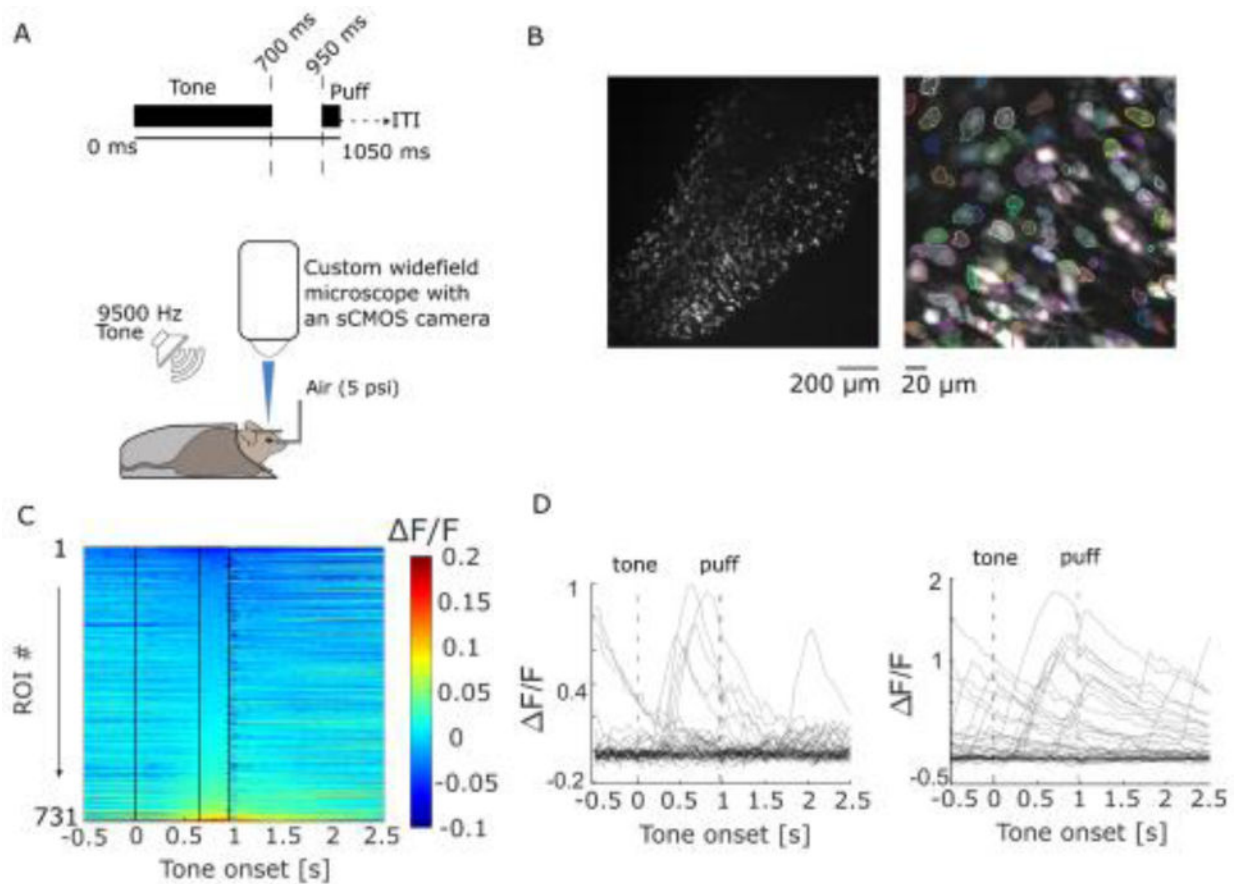 A
700 ms
950 ms
Tone
Puff
ITI
0 ms
1050 ms
9500 Hz
Tone
Custom widefield
microscope with
an sCMOS camera
Air (5 psi)
B
200 µm
20 µm
C
ΔF/F
1
ROI #
731
-0.5 0 0.5 1 1.5 2 2.5
Tone onset [s]
0.2
0.15
0.1
0.05
0
-0.05
-0.1
D
tone puff
1
0.4
-0.2
ΔF/F
-0.5 0 0.5 1 1.5 2 2.5
Tone onset [s]
tone puff
2
1
-0.5
ΔF/F
-0.5 0 0.5 1 1.5 2 2.5
Tone onset [s]